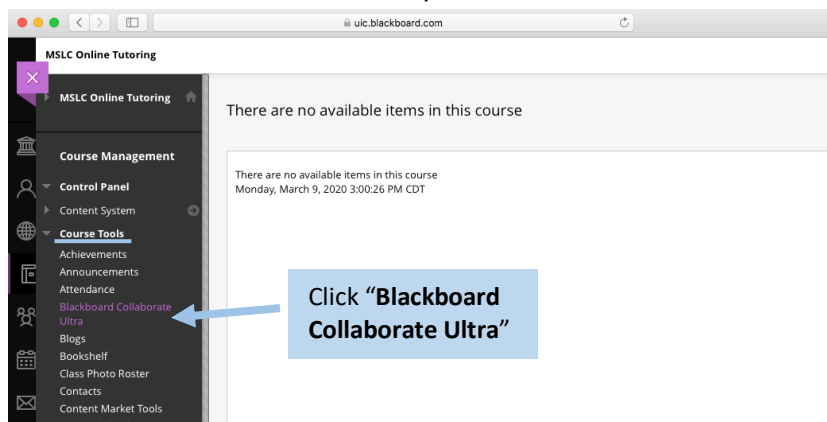 uic.blackboard.com
MSLC Online Tutoring
MSLC Online Tutoring
There are no available items in this course
Course Management
There are no available items in this course
Monday, March 9, 2020 3:00:26 PM CDT
Control Panel
Content System
Course Tools
Achievements
Announcements
Attendance
Blackboard Collaborate
Ultra
Blogs
Bookshelf
Class Photo Roster
Contacts
Content Market Tools
Click “Blackboard
Collaborate Ultra”